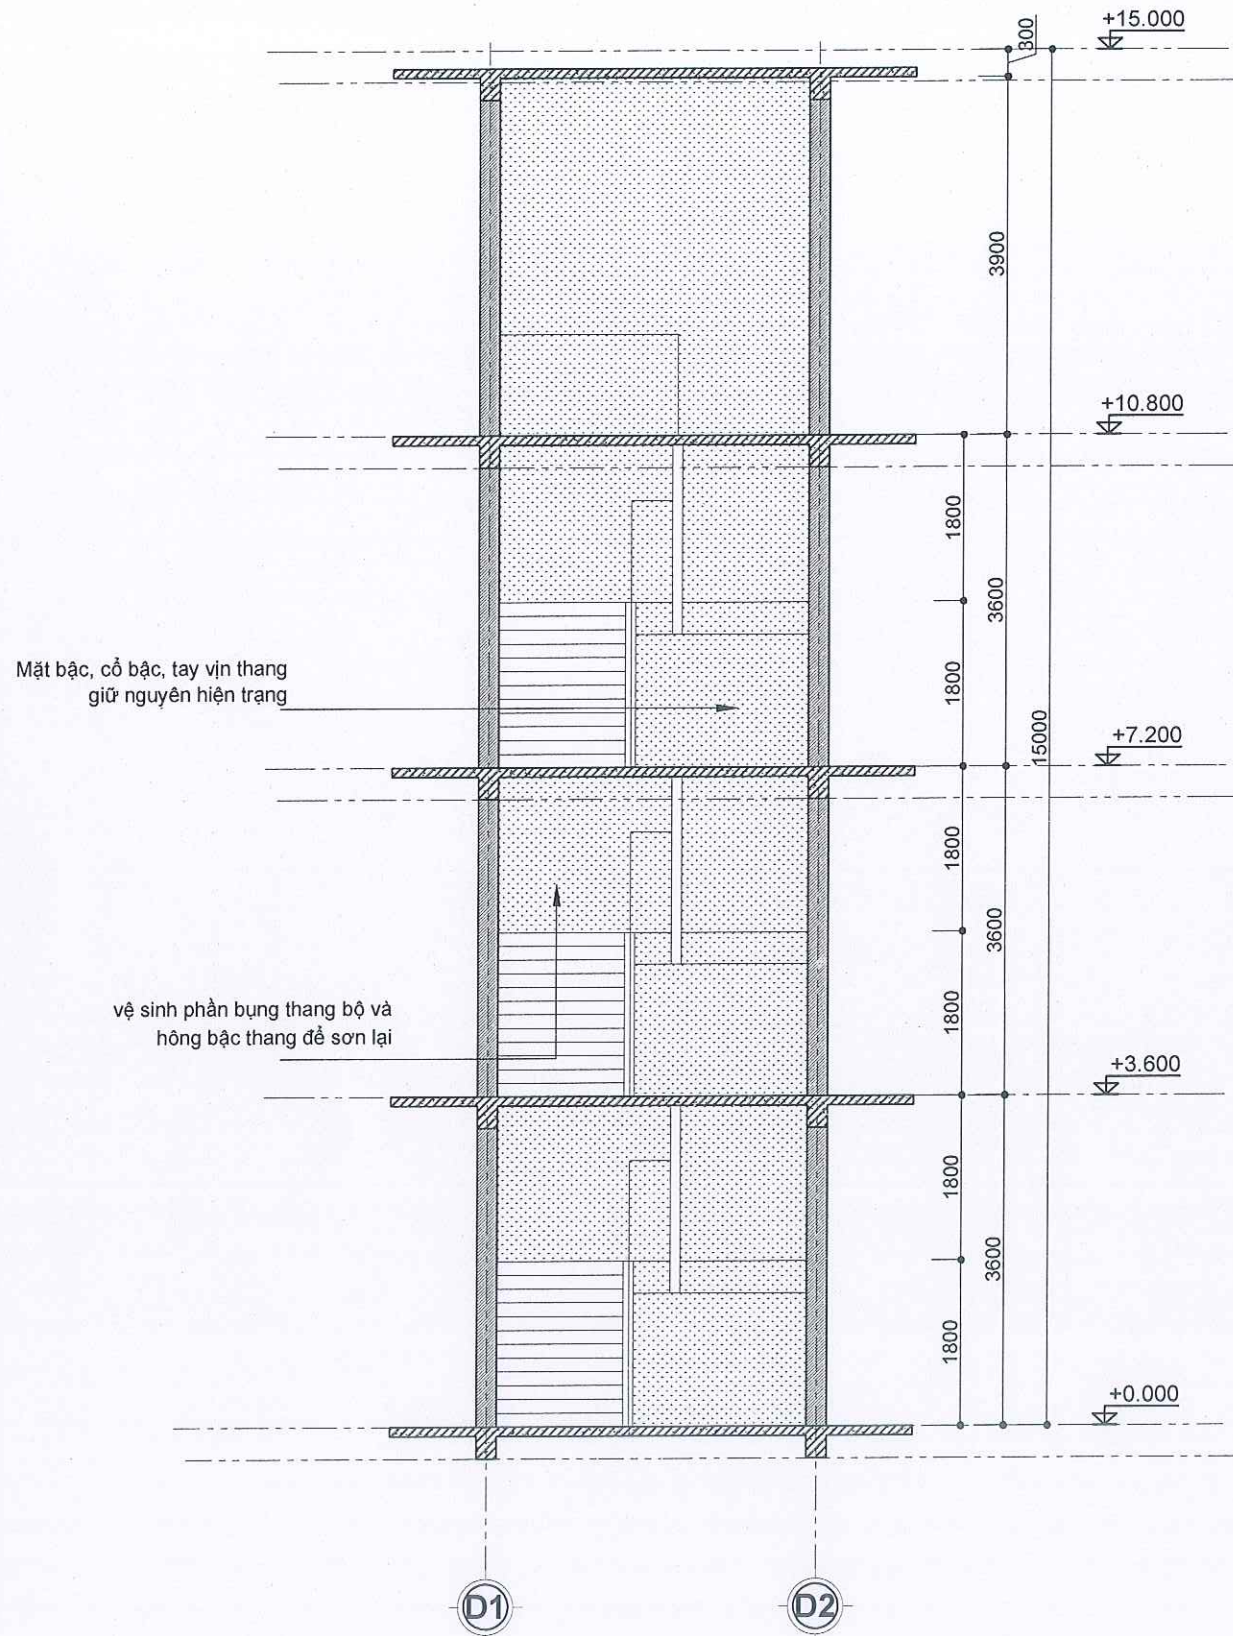 300
+15.000
3900
+10.800
1800
3600
Mặt bậc, cổ bậc, tay vịn thang
giữ nguyên hiện trạng
1800
15000
+7.200
1800
3600
vệ sinh phần bụng thang bộ và
hông bậc thang để sơn lại
1800
+3.600
1800
3600
1800
+0.000
D1
D2